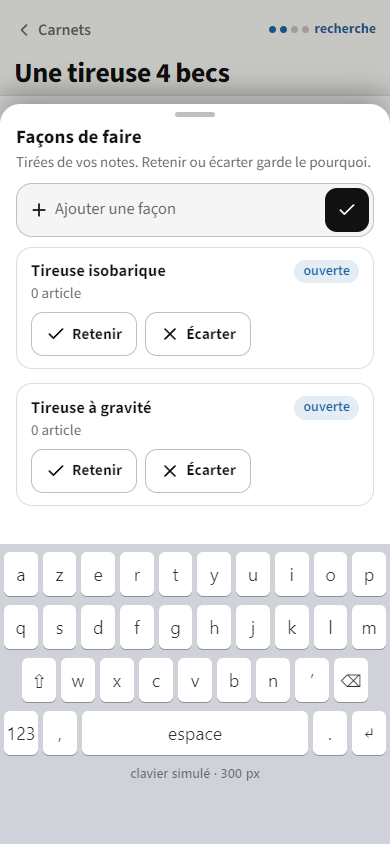 Carnets
recherche
Une tireuse 4 becs
Façons de faire
Tirées de vos notes. Retenir ou écarter garde le pourquoi.
Ajouter une façon
Tireuse isobarique
ouverte
0 article
Retenir
Écarter
Tireuse à gravité
ouverte
0 article
Retenir
Écarter
a z e r t y u i o p
q s d f g h j k l m
⇧ w x c v b n ’ ⌫
123 , espace . ↵
clavier simulé · 300 px